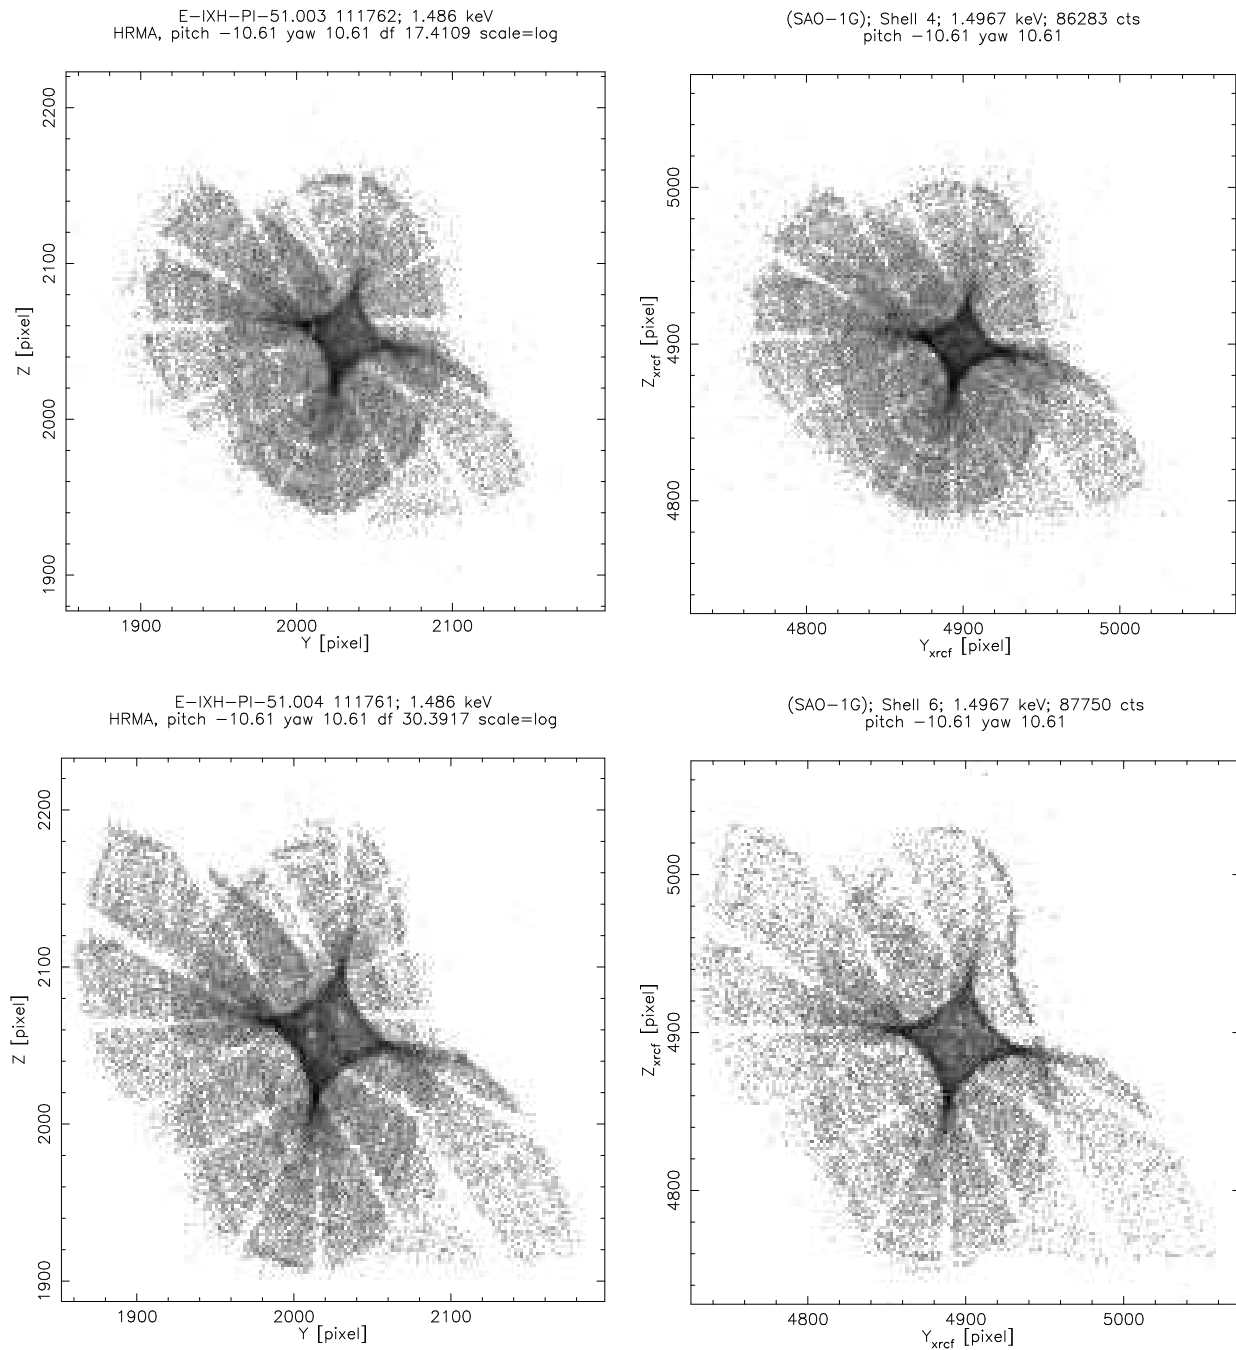 E-IXH-PI-51.003 111762; 1.486 keV
HRMA, pitch -10.61 yaw 10.61 df 17.4109 scale=log
(SAO-1G); Shell 4; 1.4967 keV; 86283 cts
pitch -10.61 yaw 10.61
2200
2100
2000
1900
Z [pixel]
1900 2000 2100
Y [pixel]
5000
4900
4800
Z_xrcf [pixel]
4800 4900 5000
Y_xrcf [pixel]
E-IXH-PI-51.004 111761; 1.486 keV
HRMA, pitch -10.61 yaw 10.61 df 30.3917 scale=log
(SAO-1G); Shell 6; 1.4967 keV; 87750 cts
pitch -10.61 yaw 10.61
2200
2100
2000
1900
Z [pixel]
1900 2000 2100
Y [pixel]
5000
4900
4800
Z_xrcf [pixel]
4800 4900 5000
Y_xrcf [pixel]